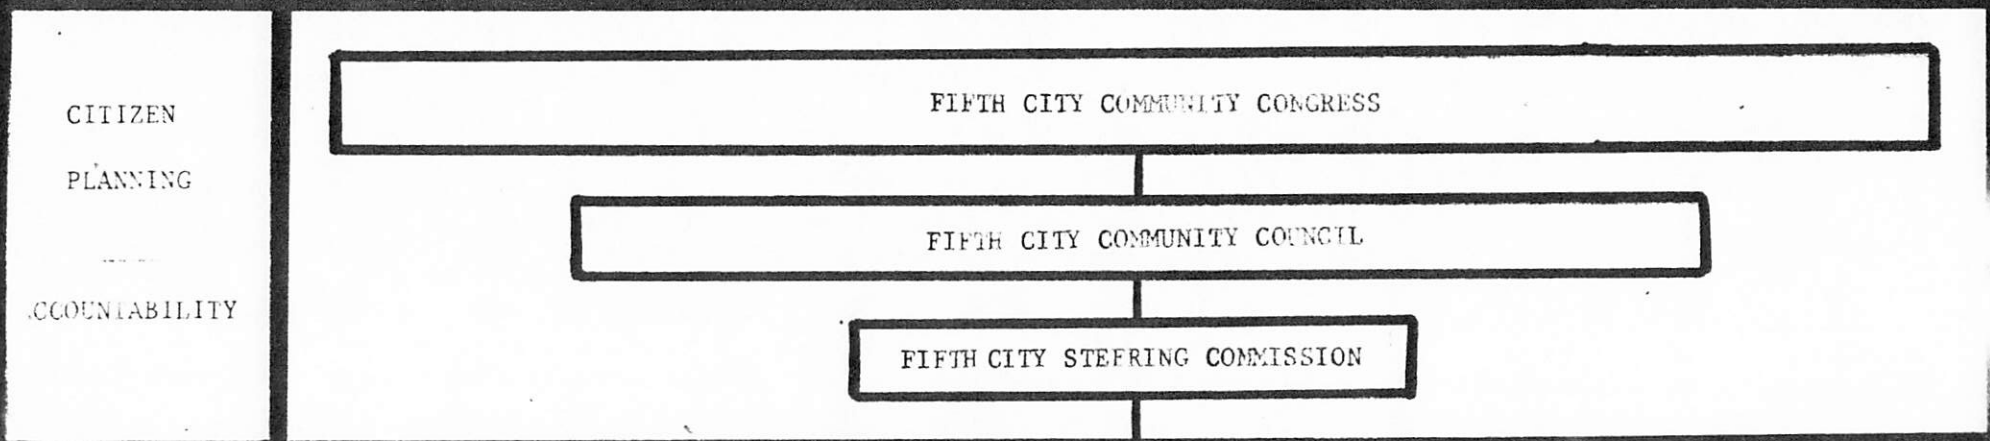 CITIZEN
PLANNING
----
ACCOUNTABILITY
FIFTH CITY COMMUNITY CONGRESS
FIFTH CITY COMMUNITY COUNCIL
FIFTH CITY STEERING COMMISSION